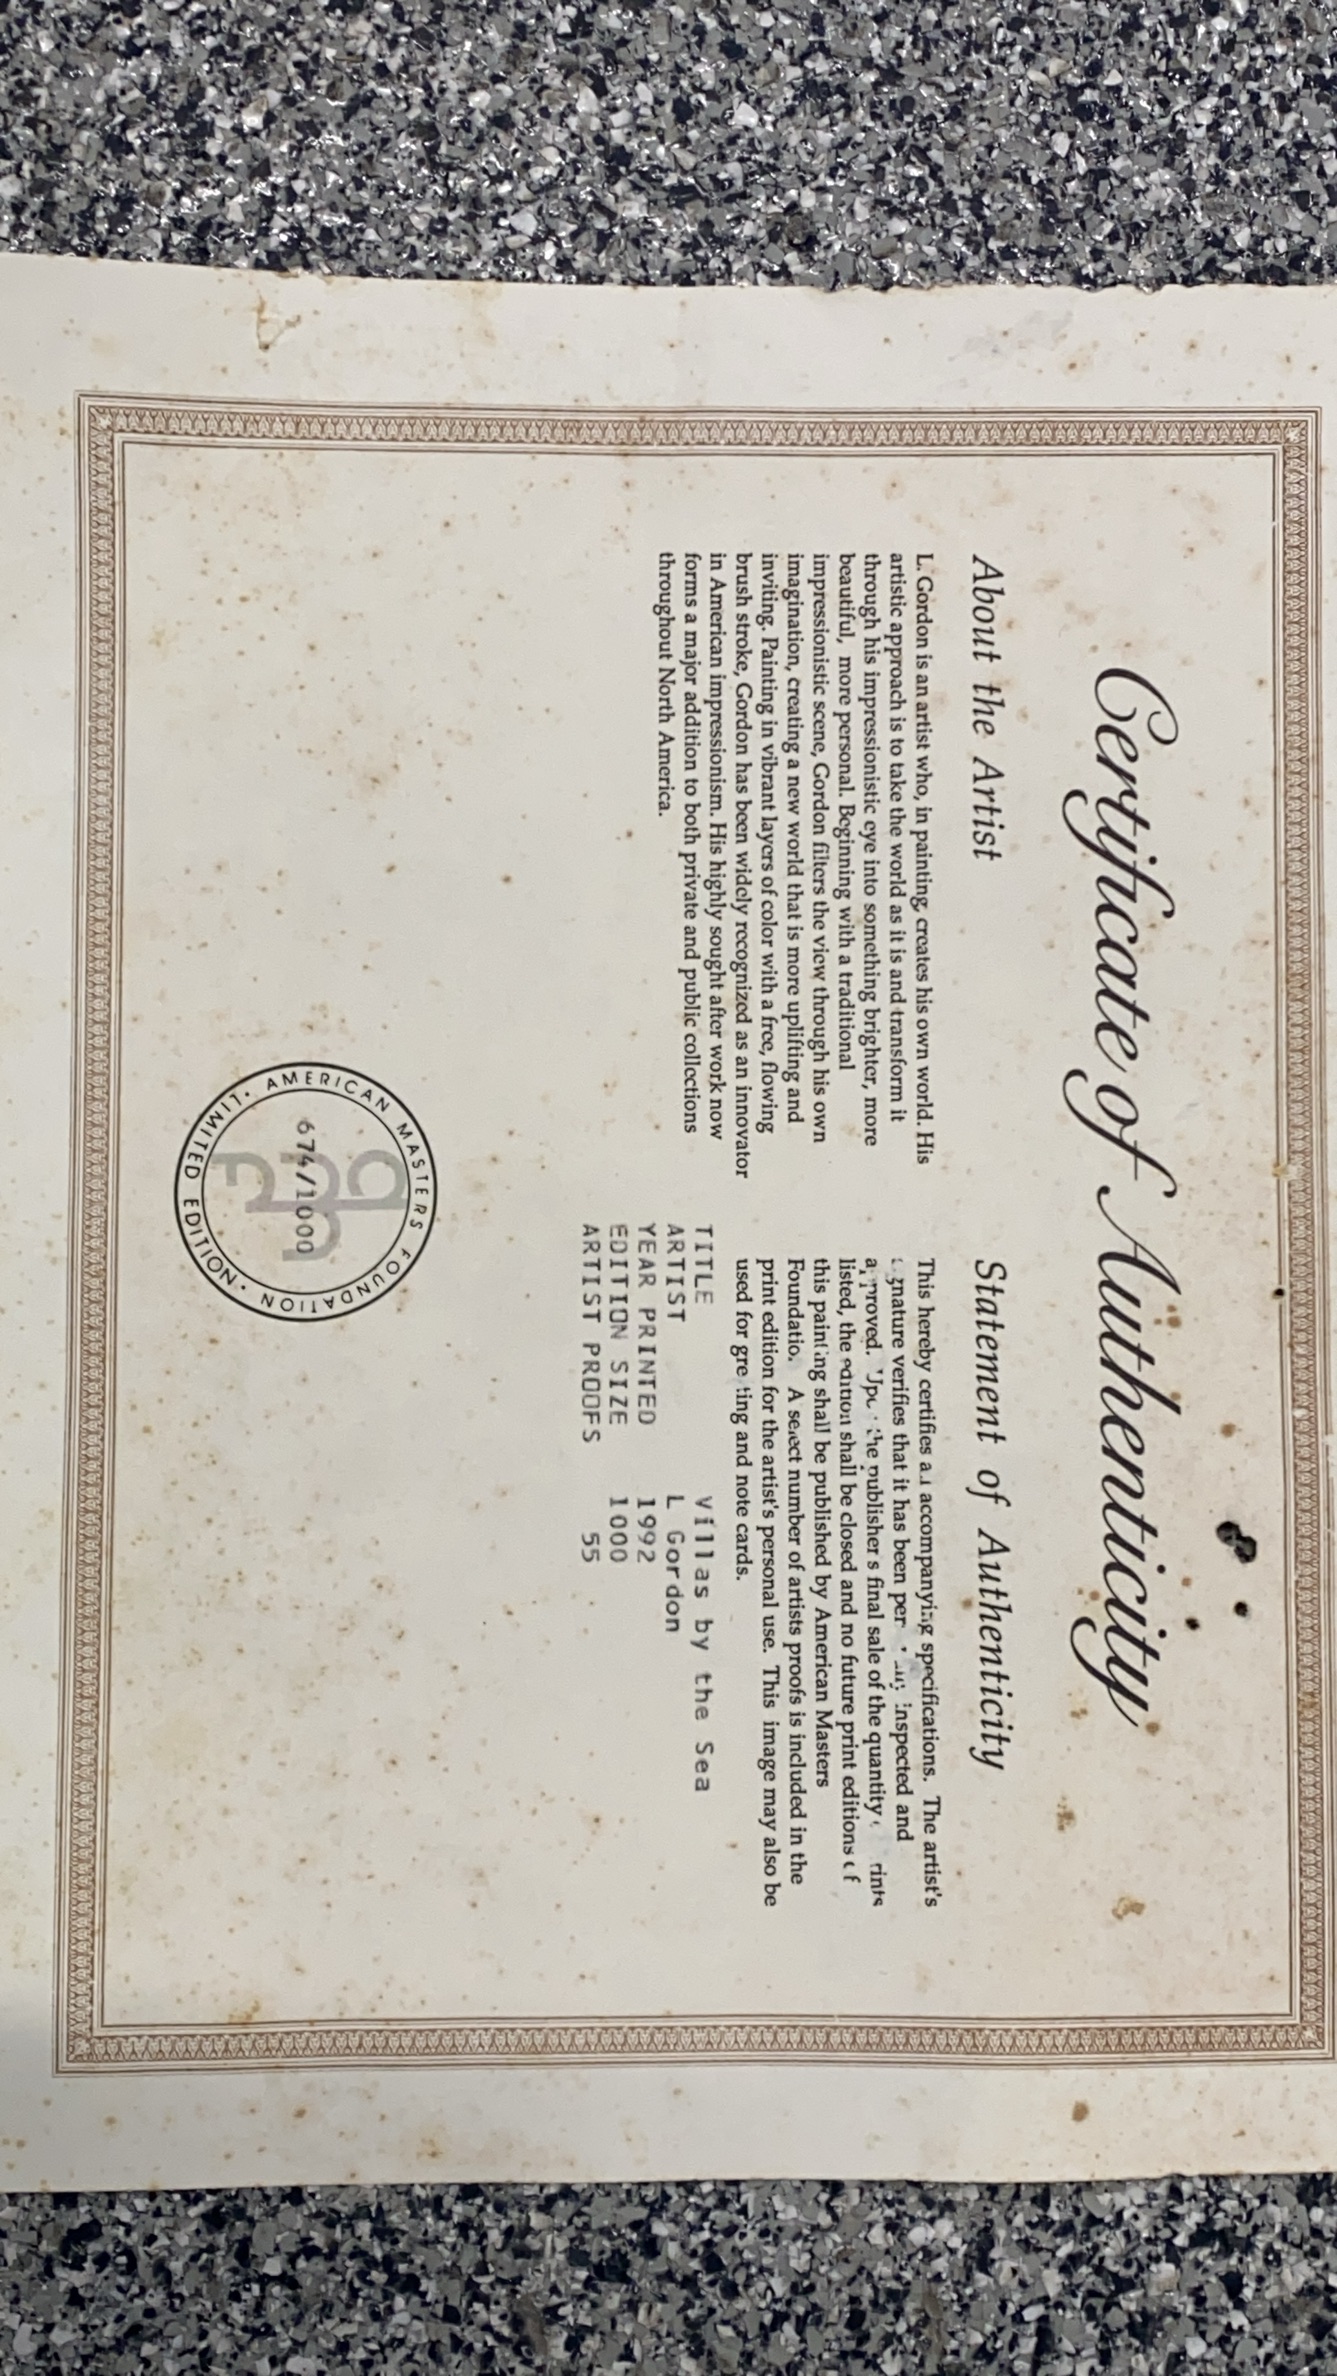 Certificate of Authenticity
About the Artist
L. Gordon is an artist who, in painting, creates his own world. His
artistic approach is to take the world as it is and transform it
through his impressionistic eye into something brighter, more
beautiful, more personal. Beginning with a traditional
impressionistic scene, Gordon filters the view through his own
imagination, creating a new world that is more uplifting and
inviting. Painting in vibrant layers of color with a free, flowing
brush stroke, Gordon has been widely recognized as an innovator
in American impressionism. His highly sought after work now
forms a major addition to both private and public collections
throughout North America.
Statement of Authenticity
This hereby certifies accompanying specifications. The artist's
verifies that it has been inspected and
the publisher s final sale of the quantity
listed, the edition shall be closed and no future print editions of
this painting shall be published by American Masters
A select number of artists proofs is included in the
print edition for the artist's personal use. This image may also be
used for and note cards.
TITLE Villas by the Sea
ARTIST L Gordon
YEAR PRINTED 1992
EDITION SIZE 1000
ARTIST PROOFS 55
AMERICAN MASTERS FOUNDATION
674/1000
amf
LIMITED EDITION